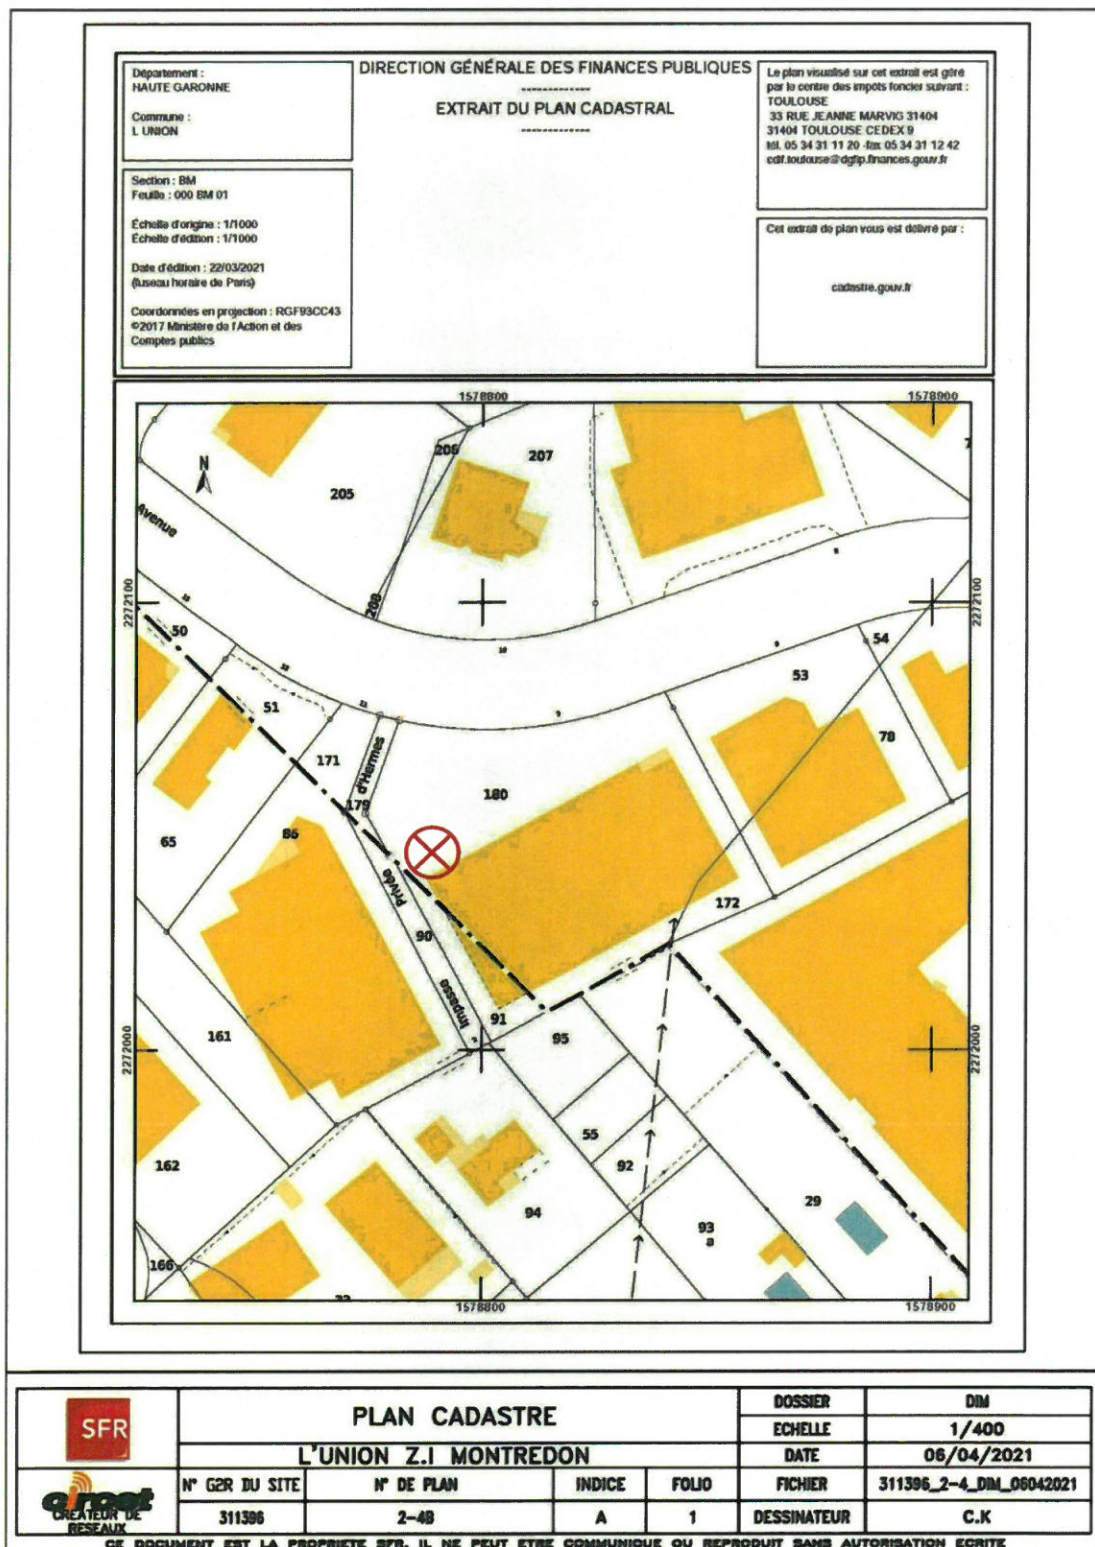 Département :
HAUTE GARONNE
Commune :
L UNION
Section : BM
Feuille : 000 BM 01
Échelle d'origine : 1/1000
Échelle d'édition : 1/1000
Date d'édition : 22/03/2021
(fuseau horaire de Paris)
Coordonnées en projection : RGF93CC43
©2017 Ministère de l'Action et des
Comptes publics
DIRECTION GÉNÉRALE DES FINANCES PUBLIQUES
-------------
EXTRAIT DU PLAN CADASTRAL
-------------
Le plan visualisé sur cet extrait est géré
par le centre des impôts foncier suivant :
TOULOUSE
33 RUE JEANNE MARVIG 31404
31404 TOULOUSE CEDEX 9
tél. 05 34 31 11 20 -fax 05 34 31 12 42
cdif.toulouse@dgfip.finances.gouv.fr
Cet extrait de plan vous est délivré par :
cadastre.gouv.fr
1578800
1578900
206
207
205
N
Avenue
208
2272100
2272100
50
54
53
51
78
171
d'Hermes
180
179
86
65
Privée
172
90
Impasse
91
95
161
2272000
2272000
55
92
162
94
93
a
29
166
1578800
1578900
SFR
PLAN CADASTRE
L'UNION Z.I MONTREDON
DOSSIER
DIM
ECHELLE
1/400
DATE
06/04/2021
circet
CREATEUR DE
RESEAUX
N° G2R DU SITE
N° DE PLAN
INDICE
FOLIO
FICHIER
311396_2-4_DIM_06042021
311396
2-4B
A
1
DESSINATEUR
C.K
CE DOCUMENT EST LA PROPRIETE SFR. IL NE PEUT ETRE COMMUNIQUE OU REPRODUIT SANS AUTORISATION ECRITE